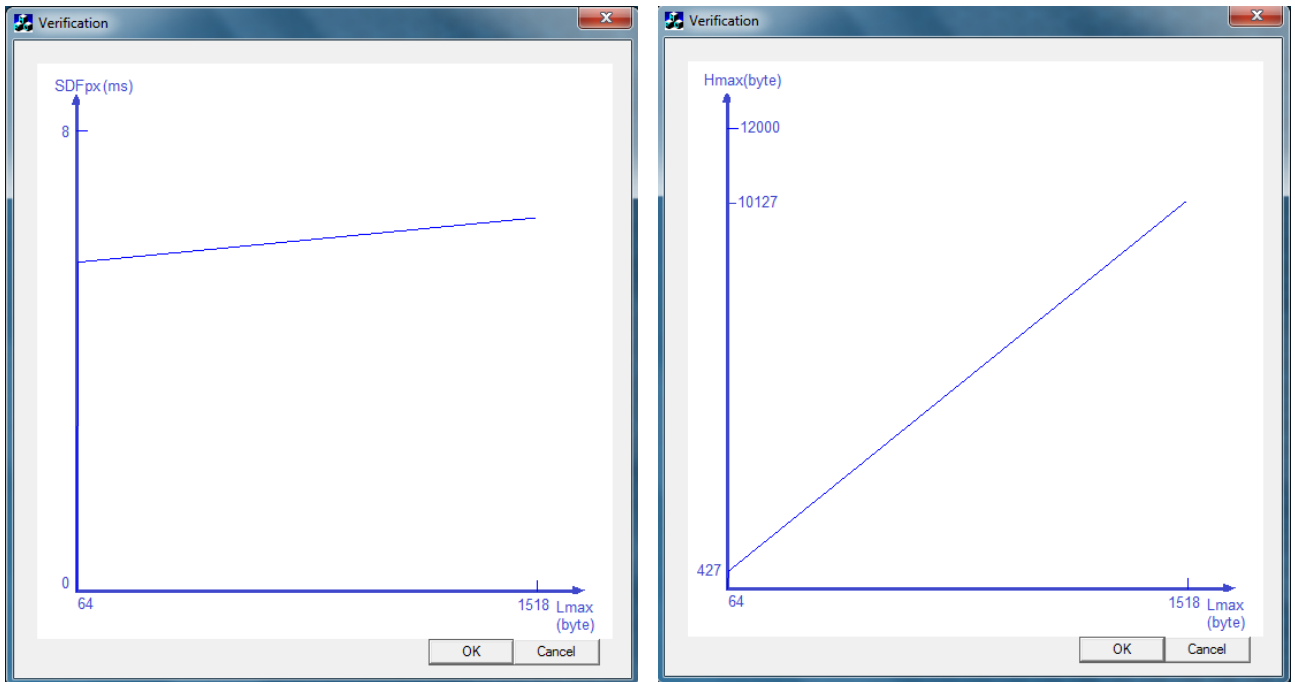 Verification
SDFpx (ms)
8
0
64
1518 Lmax
(byte)
OK Cancel
Verification
Hmax(byte)
12000
10127
427
64
1518 Lmax
(byte)
OK Cancel